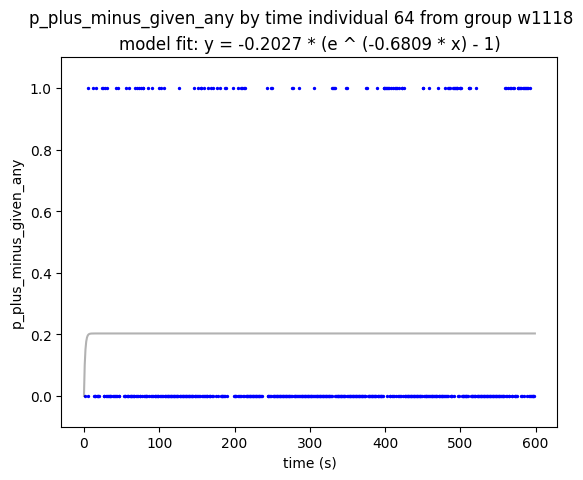 p_plus_minus_given_any by time individual 64 from group w1118
model fit: y = -0.2027 * (e ^ (-0.6809 * x) - 1)
1.0
0.8
0.6
0.4
0.2
0.0
p_plus_minus_given_any
0 100 200 300 400 500 600
time (s)